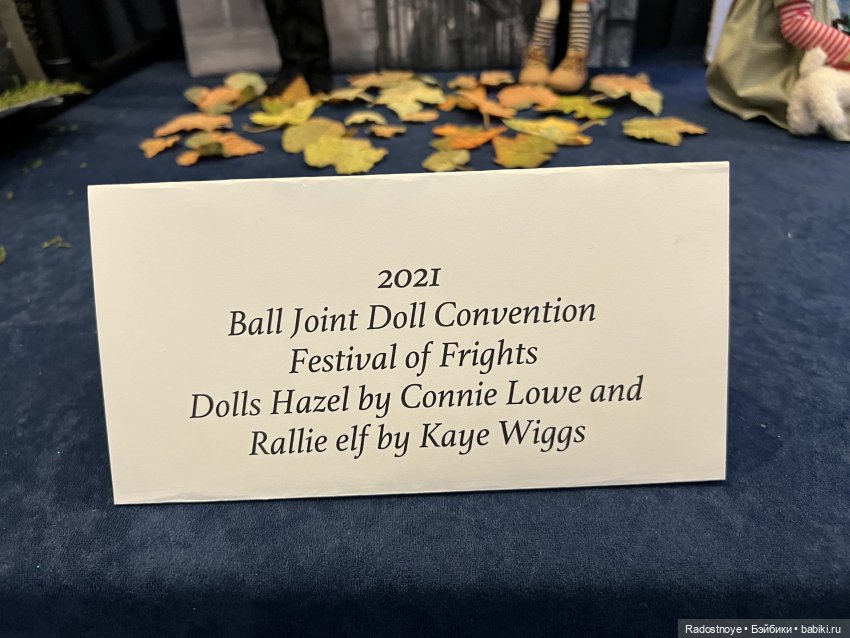 2021
Ball Joint Doll Convention
Festival of Frights
Dolls Hazel by Connie Lowe and
Rallie elf by Kaye Wiggs
Radostnoye • Бэйбики • babiki.ru